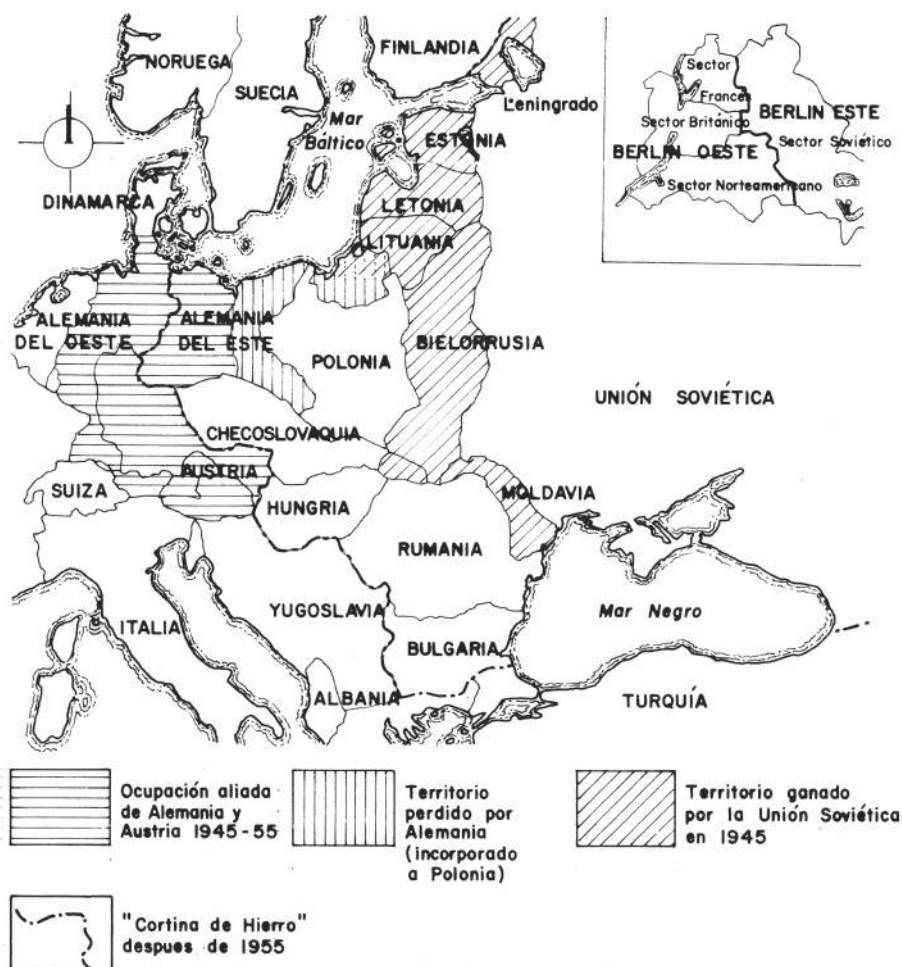 NORUEGA
FINLANDIA
SUECIA
Leningrado
Mar
Báltico
ESTONIA
DINAMARCA
LETONIA
LITUANIA
ALEMANIA
DEL OESTE
ALEMANIA
DEL ESTE
POLONIA
BIELORRUSIA
UNIÓN SOVIÉTICA
CHECOSLOVAQUIA
AUSTRIA
SUIZA
HUNGRIA
MOLDAVIA
RUMANIA
ITALIA
YUGOSLAVIA
Mar Negro
BULGARIA
ALBANIA
TURQUÍA
Sector
Frances
BERLIN ESTE
Sector Británico
Sector Soviético
BERLIN OESTE
Sector Norteamericano
Ocupación aliada
de Alemania y
Austria 1945-55
Territorio
perdido por
Alemania
(incorporado
a Polonia)
Territorio ganado
por la Unión Soviética
en 1945
"Cortina de Hierro"
despues de 1955